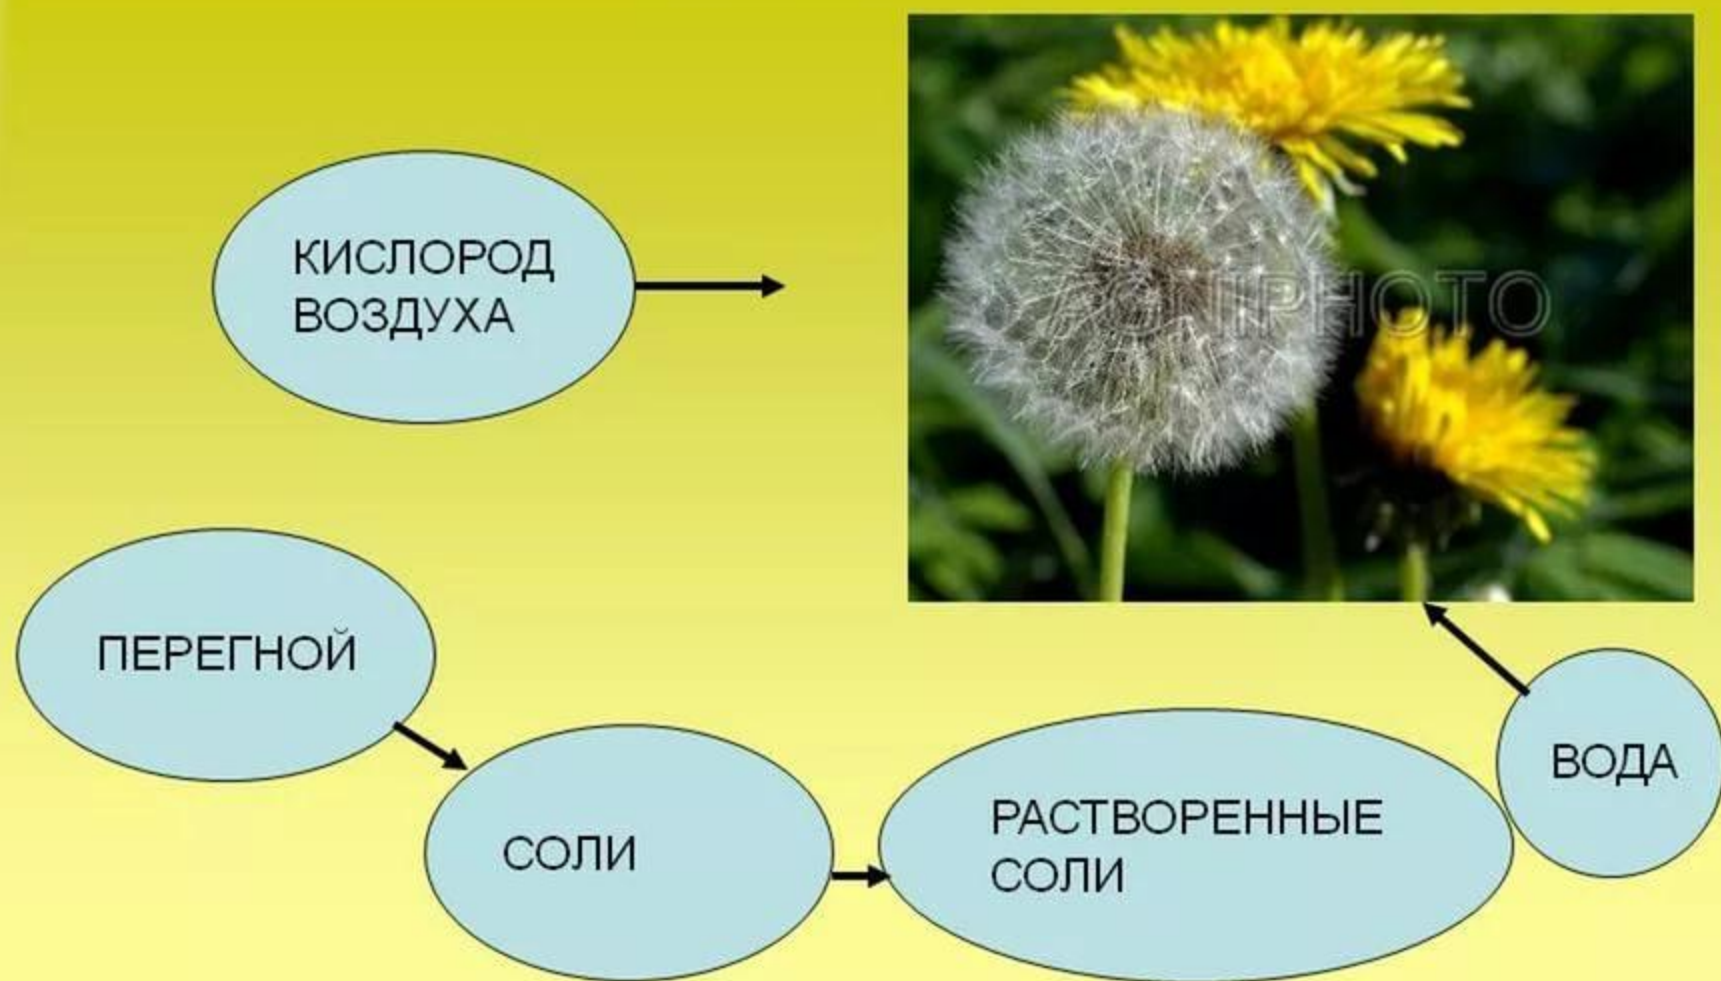 КИСЛОРОД
ВОЗДУХА
ПЕРЕГНОЙ
СОЛИ
РАСТВОРЕННЫЕ
СОЛИ
ВОДА